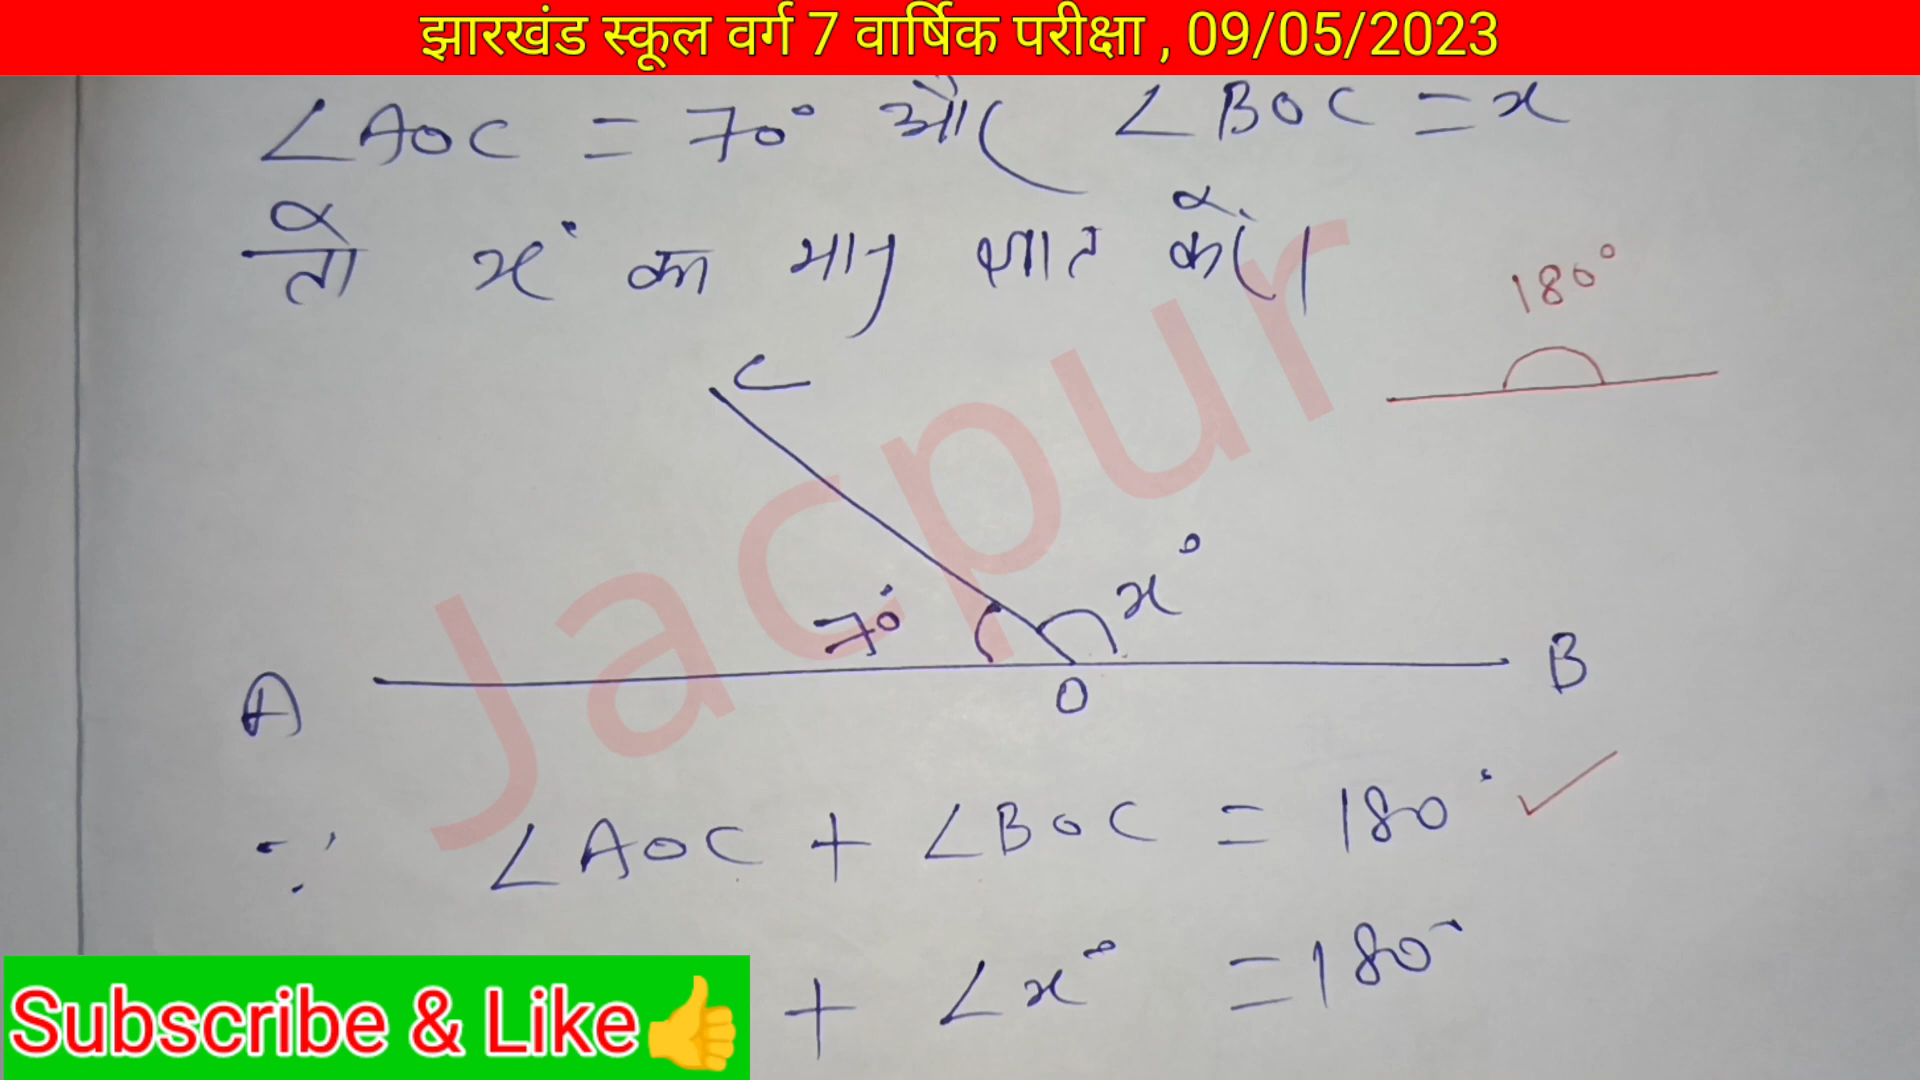 झारखंड स्कूल वर्ग 7 वार्षिक परीक्षा , 09/05/2023
∠AOC = 70° और ∠BOC = x
तो x° का मान ज्ञात करें।
180°
C
70° x°
A O B
∵ ∠AOC + ∠BOC = 180°
+ ∠x° = 180°
Jacpur
Subscribe & Like👍